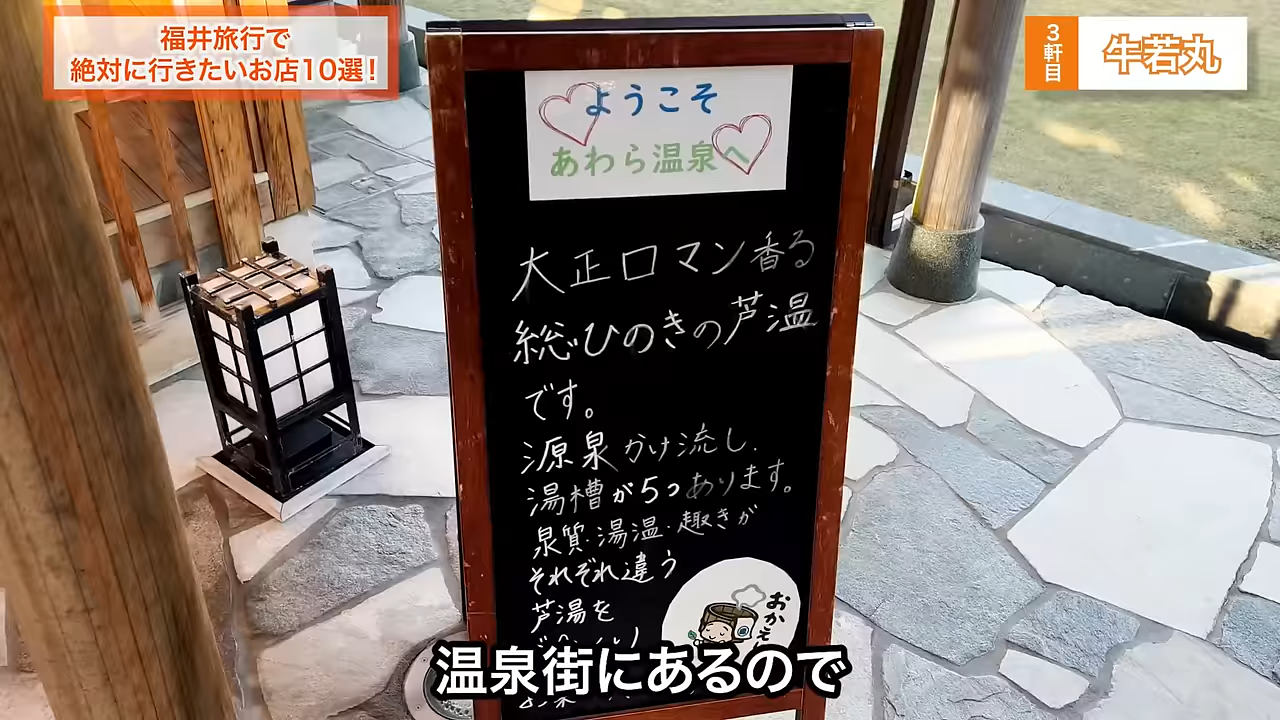 福井旅行で
絶対に行きたいお店10選!
3軒目
牛若丸
ようこそ
あわら温泉へ
大正ロマン香る
総ひのきの芦温
です。
源泉かけ流し、
湯槽が5つあります。
泉質・湯温・趣きが
それぞれ違う
芦湯を
おかえ
温泉街にあるので